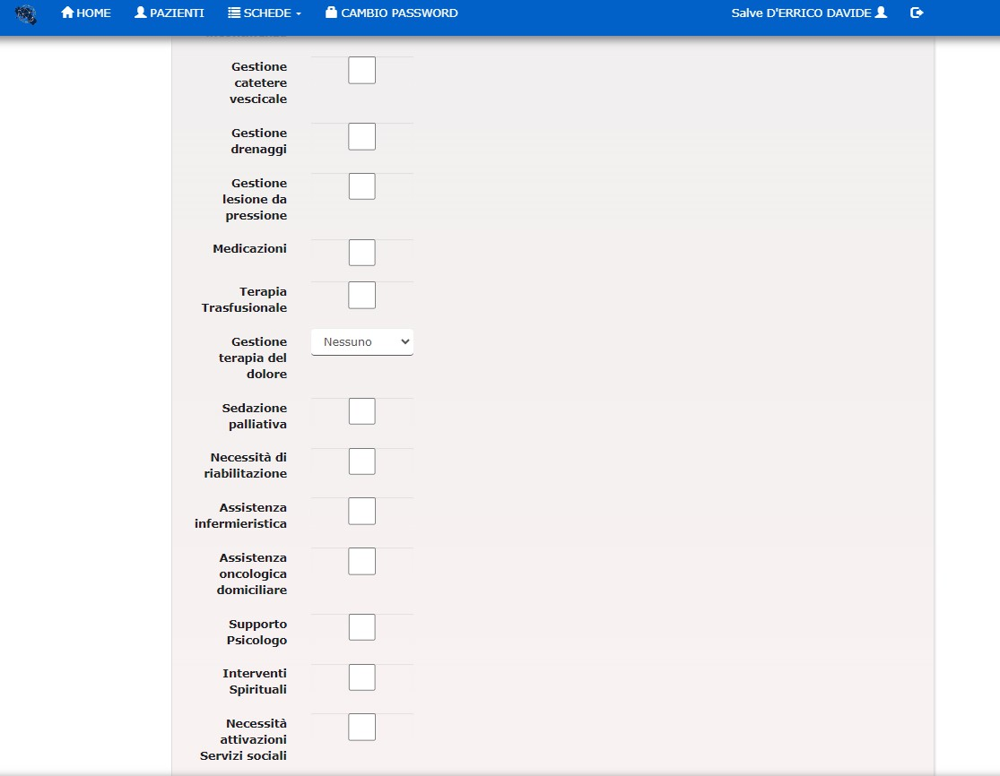 HOME PAZIENTI SCHEDE CAMBIO PASSWORD Salve D'ERRICO DAVIDE
Gestione
catetere
vescicale
Gestione
drenaggi
Gestione
lesione da
pressione
Medicazioni
Terapia
Trasfusionale
Gestione
terapia del
dolore
Nessuno
Sedazione
palliativa
Necessità di
riabilitazione
Assistenza
infermieristica
Assistenza
oncologica
domiciliare
Supporto
Psicologo
Interventi
Spirituali
Necessità
attivazioni
Servizi sociali